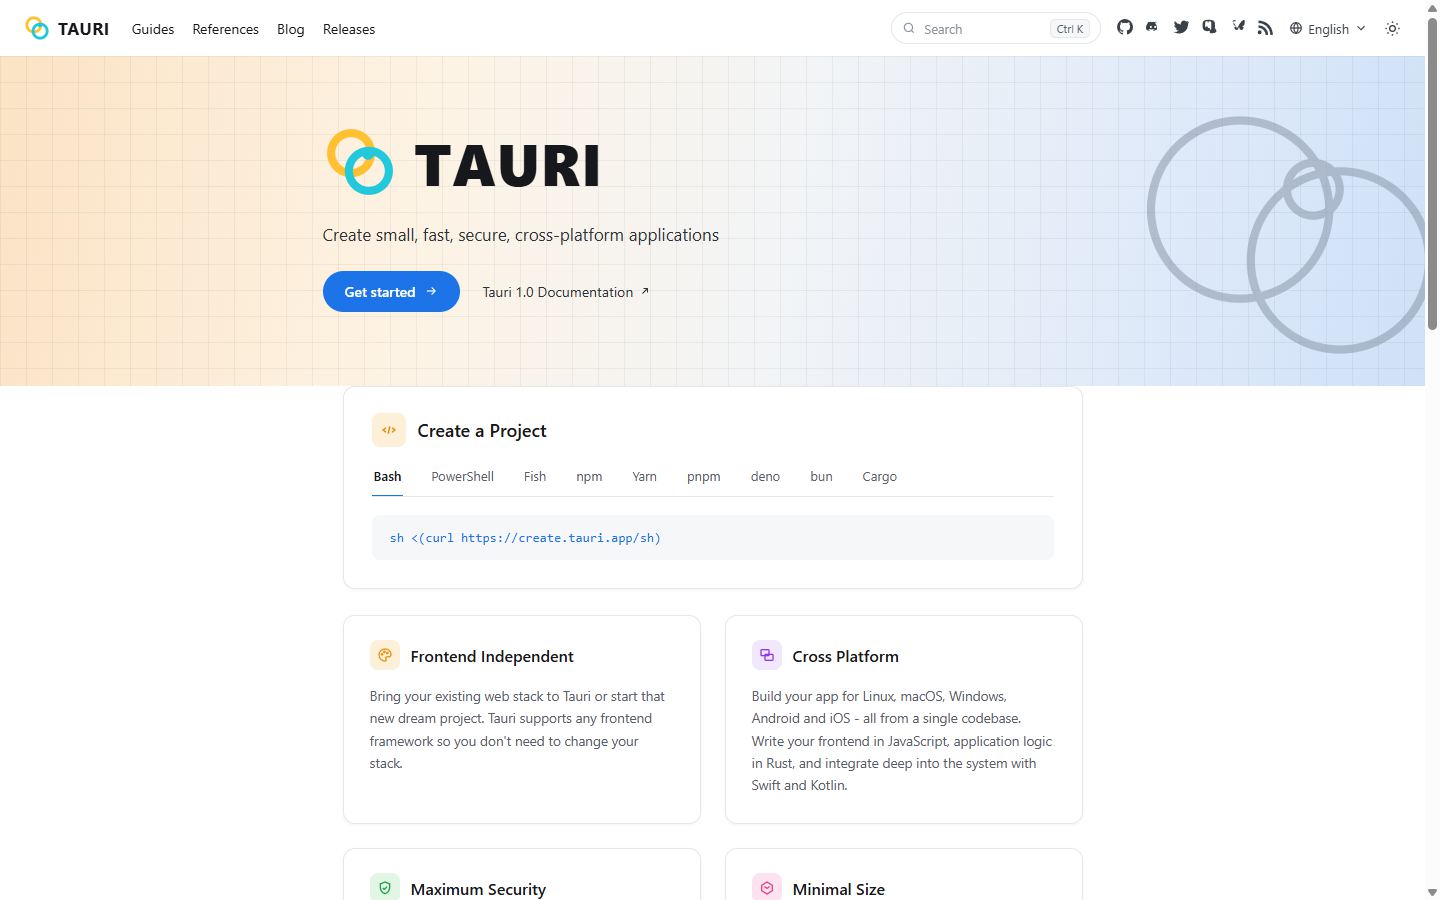 TAURI
Guides
References
Blog
Releases
Search
Ctrl K
English
TAURI
Create small, fast, secure, cross-platform applications
Get started
Tauri 1.0 Documentation
Create a Project
Bash
PowerShell
Fish
npm
Yarn
pnpm
deno
bun
Cargo
sh <(curl https://create.tauri.app/sh)
Frontend Independent
Bring your existing web stack to Tauri or start that
new dream project. Tauri supports any frontend
framework so you don't need to change your
stack.
Cross Platform
Build your app for Linux, macOS, Windows,
Android and iOS - all from a single codebase.
Write your frontend in JavaScript, application logic
in Rust, and integrate deep into the system with
Swift and Kotlin.
Maximum Security
Minimal Size